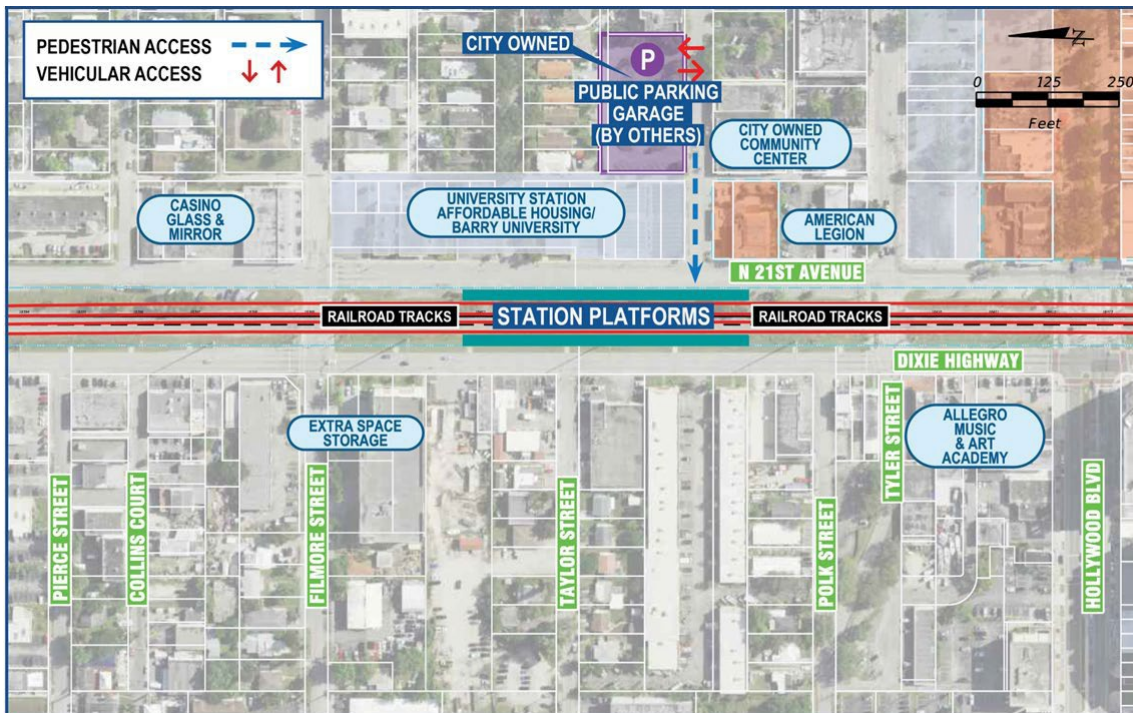 PEDESTRIAN ACCESS
VEHICULAR ACCESS
CITY OWNED
P
PUBLIC PARKING
GARAGE
(BY OTHERS)
N
0 125 250
Feet
CITY OWNED
COMMUNITY
CENTER
CASINO
GLASS &
MIRROR
UNIVERSITY STATION
AFFORDABLE HOUSING/
BARRY UNIVERSITY
AMERICAN
LEGION
N 21ST AVENUE
RAILROAD TRACKS
STATION PLATFORMS
RAILROAD TRACKS
DIXIE HIGHWAY
EXTRA SPACE
STORAGE
ALLEGRO
MUSIC
& ART
ACADEMY
PIERCE STREET
COLLINS COURT
FILMORE STREET
TAYLOR STREET
POLK STREET
TYLER STREET
HOLLYWOOD BLVD